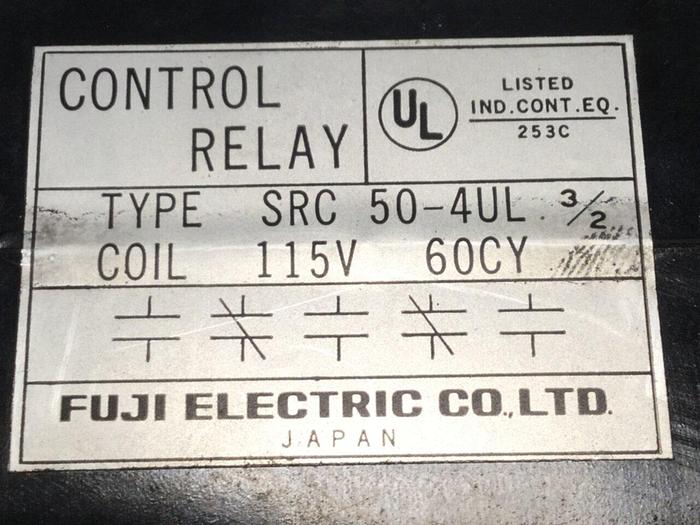 CONTROL
RELAY
UL
LISTED
IND.CONT.EQ.
253C
TYPE SRC 50-4UL 3/2
COIL 115V 60CY
FUJI ELECTRIC CO.,LTD.
JAPAN